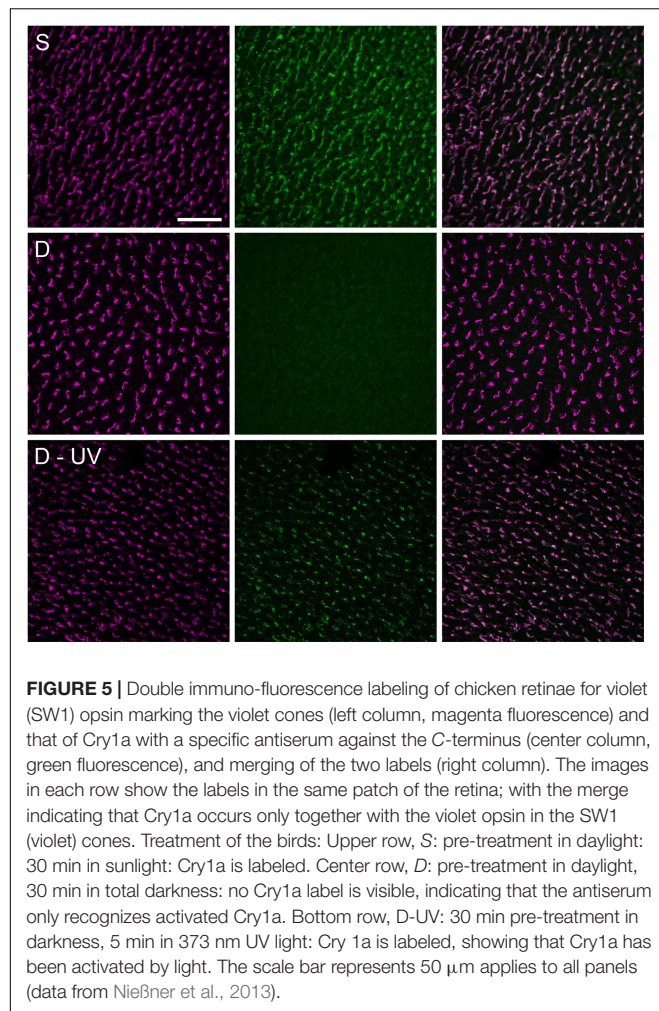 S
D
D - UV
FIGURE 5 | Double immuno-fluorescence labeling of chicken retinae for violet
(SW1) opsin marking the violet cones (left column, magenta fluorescence) and
that of Cry1a with a specific antiserum against the C-terminus (center column,
green fluorescence), and merging of the two labels (right column). The images
in each row show the labels in the same patch of the retina; with the merge
indicating that Cry1a occurs only together with the violet opsin in the SW1
(violet) cones. Treatment of the birds: Upper row, S: pre-treatment in daylight:
30 min in sunlight: Cry1a is labeled. Center row, D: pre-treatment in daylight,
30 min in total darkness: no Cry1a label is visible, indicating that the antiserum
only recognizes activated Cry1a. Bottom row, D-UV: 30 min pre-treatment in
darkness, 5 min in 373 nm UV light: Cry 1a is labeled, showing that Cry1a has
been activated by light. The scale bar represents 50 μm applies to all panels
(data from Nießner et al., 2013).